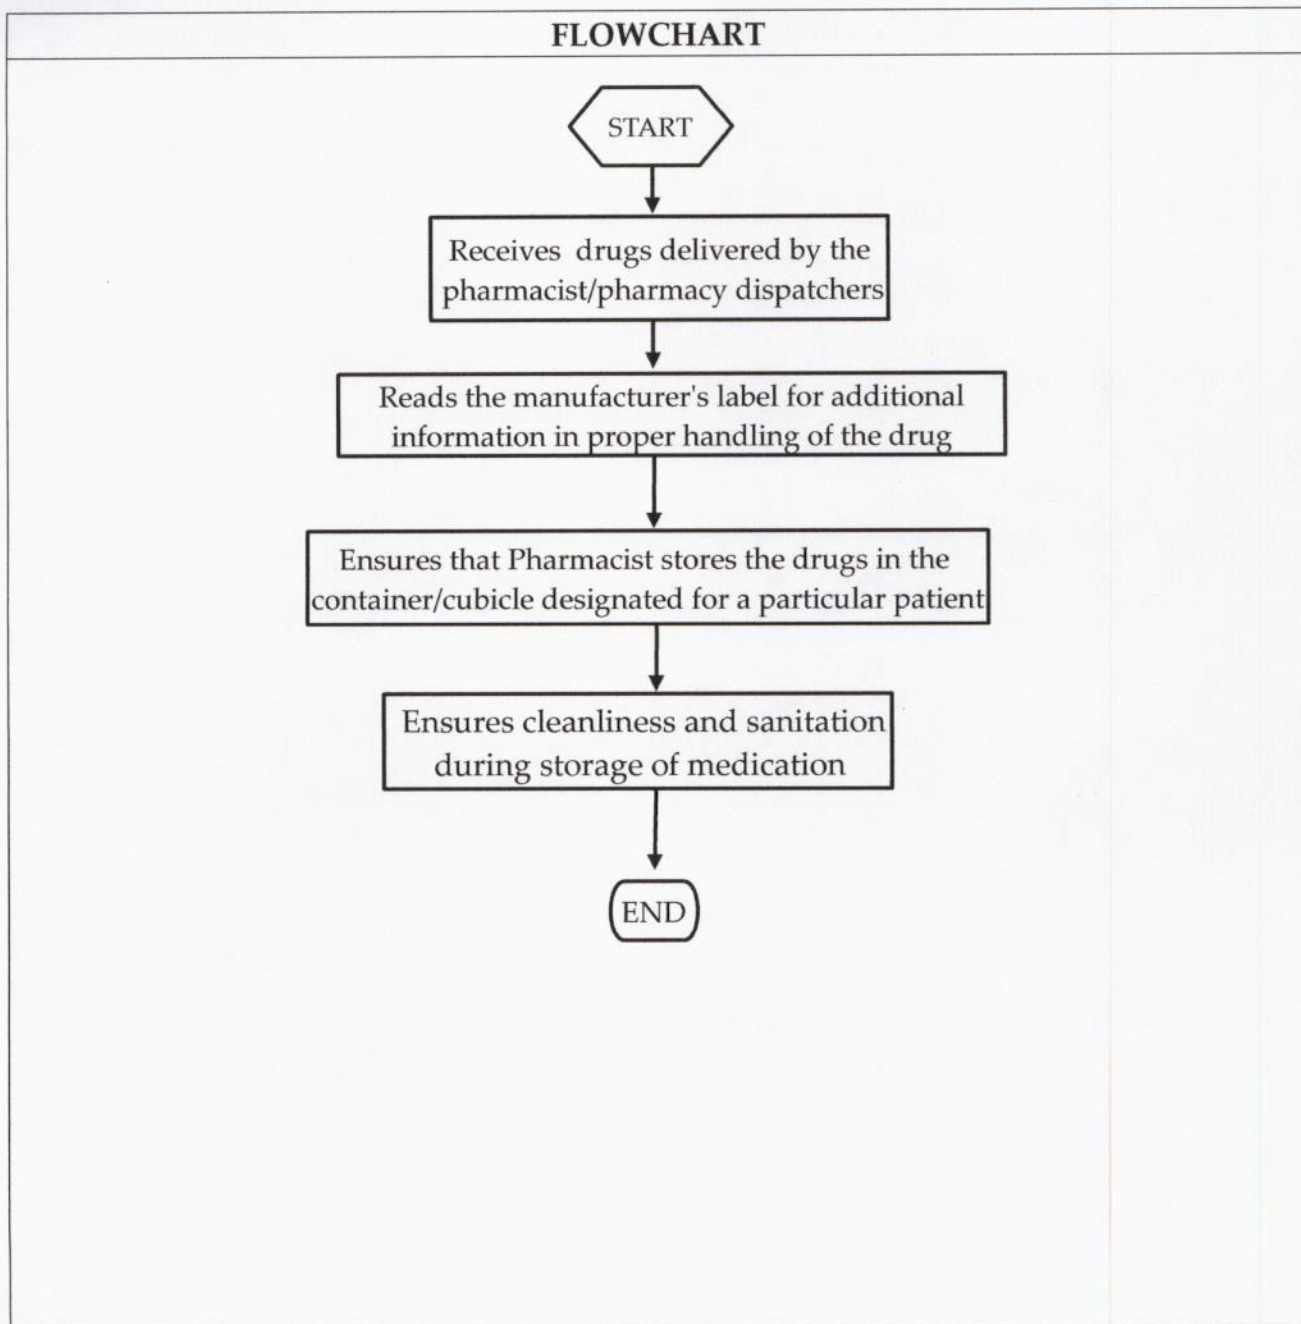 FLOWCHART
START
Receives drugs delivered by the
pharmacist/pharmacy dispatchers
Reads the manufacturer's label for additional
information in proper handling of the drug
Ensures that Pharmacist stores the drugs in the
container/cubicle designated for a particular patient
Ensures cleanliness and sanitation
during storage of medication
END